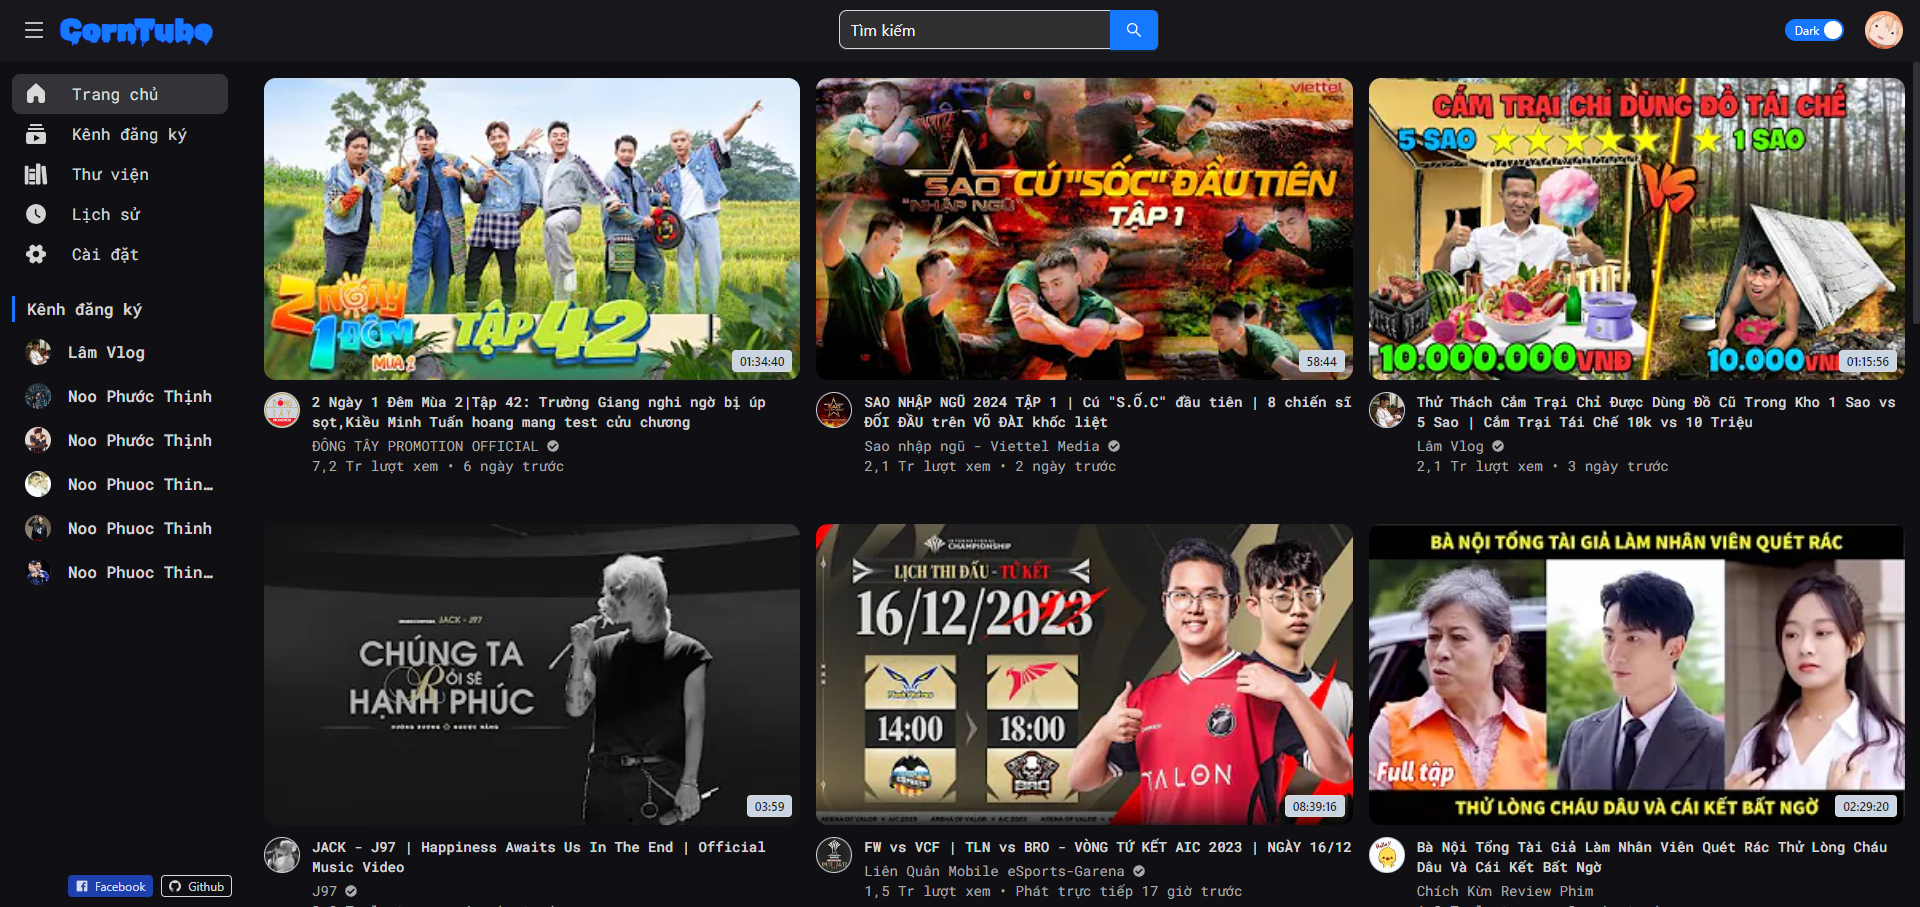 CornTube
Tìm kiếm
Dark
Trang chủ
Kênh đăng ký
Thư viện
Lịch sử
Cài đặt
Kênh đăng ký
Lâm Vlog
Noo Phước Thịnh
Noo Phước Thịnh
Noo Phuoc Thin…
Noo Phuoc Thinh
Noo Phuoc Thin…
Facebook
Github
2 NGÀY
1 ĐÊM
MÙA 2
TẬP 42
01:34:40
2 Ngày 1 Đêm Mùa 2|Tập 42: Trường Giang nghi ngờ bị úp
sọt,Kiều Minh Tuấn hoang mang test cửu chương
ĐÔNG TÂY PROMOTION OFFICIAL
7,2 Tr lượt xem • 6 ngày trước
viettel
SAO
"NHẬP NGŨ"
CÚ "SỐC" ĐẦU TIÊN
TẬP 1
58:44
SAO NHẬP NGŨ 2024 TẬP 1 | Cú "S.Ố.C" đầu tiên | 8 chiến sĩ
ĐỐI ĐẦU trên VÕ ĐÀI khốc liệt
Sao nhập ngũ - Viettel Media
2,1 Tr lượt xem • 2 ngày trước
CẮM TRẠI CHỈ DÙNG ĐỒ TÁI CHẾ
5 SAO
1 SAO
VS
10.000.000VNĐ
10.000VNĐ
01:15:56
Thử Thách Cắm Trại Chỉ Được Dùng Đồ Cũ Trong Kho 1 Sao vs
5 Sao | Cắm Trại Tái Chế 10k vs 10 Triệu
Lâm Vlog
2,1 Tr lượt xem • 3 ngày trước
JACK - J97
CHÚNG TA
RỒI SẼ
HẠNH PHÚC
03:59
JACK - J97 | Happiness Awaits Us In The End | Official
Music Video
J97
CHAMPIONSHIP
LỊCH THI ĐẤU - TỨ KẾT
16/12/2023
14:00
18:00
TALON
ARENA OF VALOR × AIC 2023
08:39:16
FW vs VCF | TLN vs BRO - VÒNG TỨ KẾT AIC 2023 | NGÀY 16/12
Liên Quân Mobile eSports-Garena
1,5 Tr lượt xem • Phát trực tiếp 17 giờ trước
BÀ NỘI TỔNG TÀI GIẢ LÀM NHÂN VIÊN QUÉT RÁC
Full tập
THỬ LÒNG CHÁU DÂU VÀ CÁI KẾT BẤT NGỜ
02:29:20
Bà Nội Tổng Tài Giả Làm Nhân Viên Quét Rác Thử Lòng Cháu
Dâu Và Cái Kết Bất Ngờ
Chích Kừn Review Phim